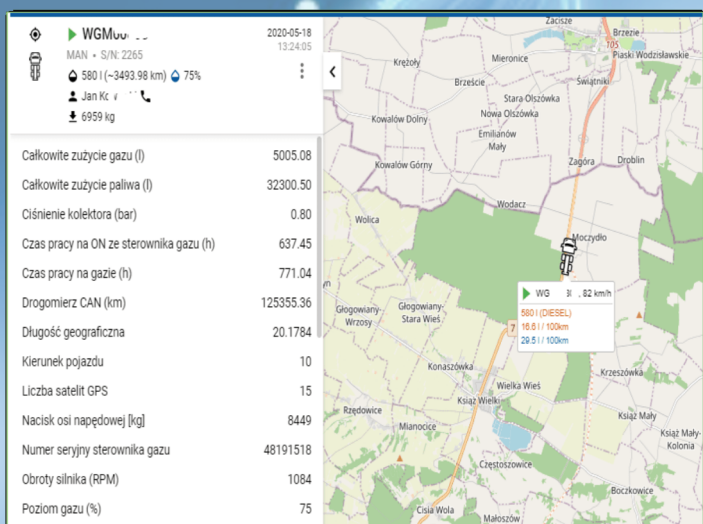 2020-05-18
13:24:05
MAN • S/N: 2265
580 l (~3493.98 km) 75%
Jan
6959 kg
Całkowite zużycie gazu (l) 5005.08
Całkowite zużycie paliwa (l) 32300.50
Ciśnienie kolektora (bar) 0.80
Czas pracy na ON ze sterownika gazu (h) 637.45
Czas pracy na gazie (h) 771.04
Drogomierz CAN (km) 125355.36
Długość geograficzna 20.1784
Kierunek pojazdu 10
Liczba satelit GPS 15
Nacisk osi napędowej [kg] 8449
Numer seryjny sterownika gazu 48191518
Obroty silnika (RPM) 1084
Poziom gazu (%) 75
Zacisze
Brzezie
105
Piaski Wodzisławskie
Krężoły
Mieronice
Świątniki
Brzeście
Stara Olszówka
Nowa Olszówka
Kowalów Dolny
Emilianów
Mały
Kowalów Górny
Zagóra
Droblin
Wodacz
Wolica
Moczydło
WG , 82 km/h
580 l (DIESEL)
16.6 l / 100km
29.5 l / 100km
yn
Głogowiany-
Wrzosy
Głogowiany-
Stara Wieś
7
Konaszówka
Krzeszówka
Wielka Wieś
Książ Wielki
Rzędowice
Mianocice
Książ Mały
Książ Mały-
Kolonia
Częstoszowice
Boczkowice
Cisia Wola
Małoszów